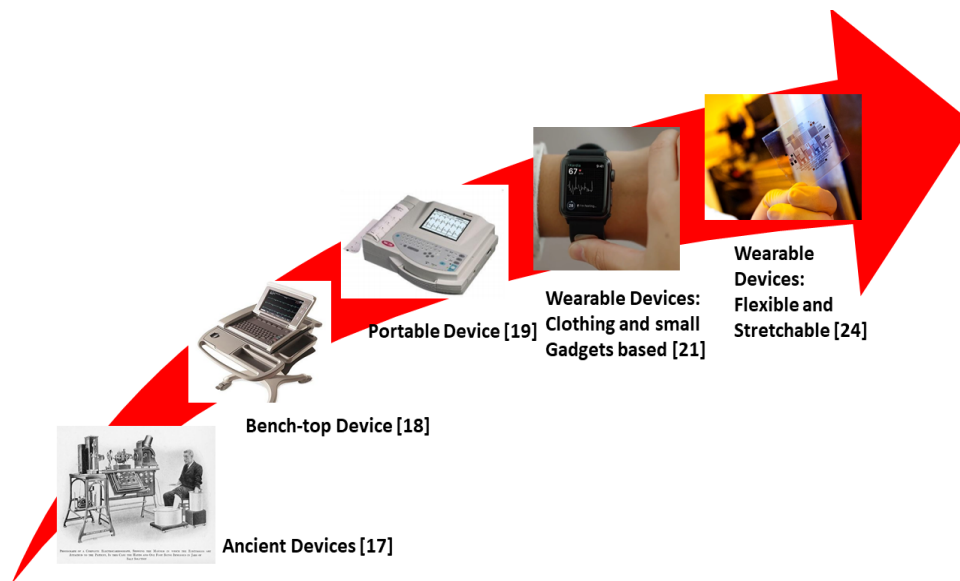 Wearable
Devices:
Flexible and
Stretchable [24]
Wearable Devices:
Clothing and small
Gadgets based [21]
67
Portable Device [19]
Bench-top Device [18]
Ancient Devices [17]